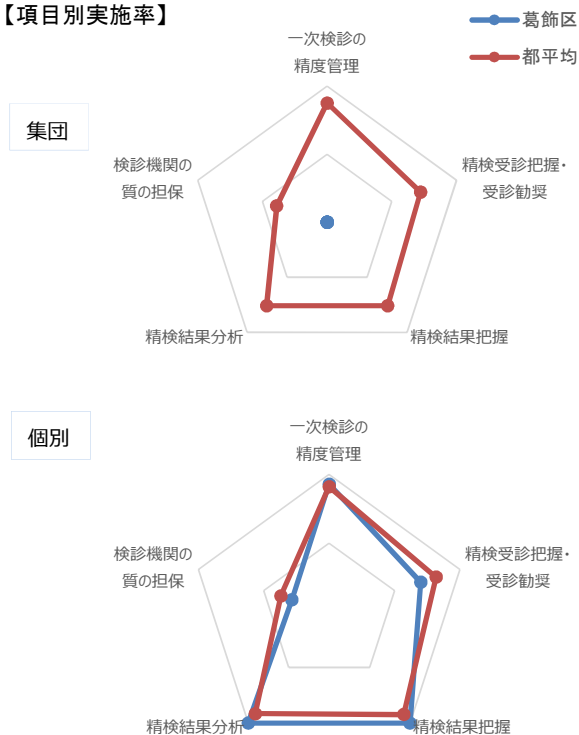 【項目別実施率】
葛飾区
都平均
集団
一次検診の
精度管理
精検受診把握・
受診勧奨
精検結果把握
精検結果分析
検診機関の
質の担保
個別
一次検診の
精度管理
精検受診把握・
受診勧奨
精検結果把握
精検結果分析
検診機関の
質の担保